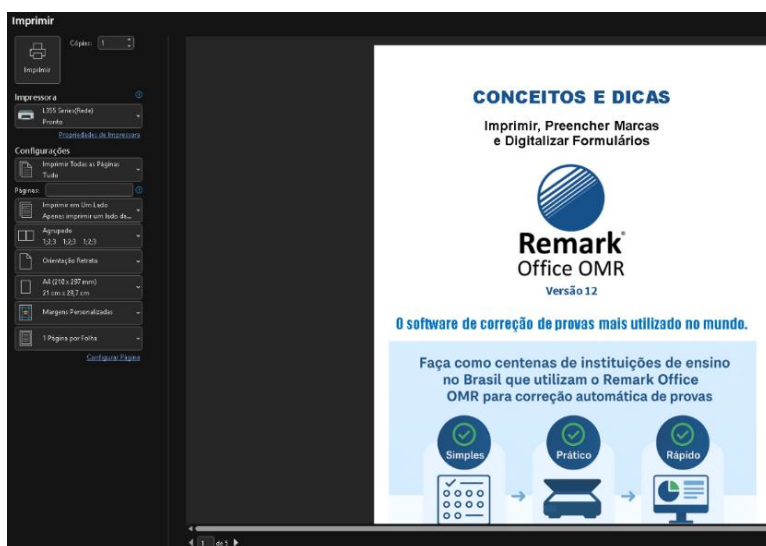 Imprimir
Cópias: 1
Imprimir
Impressora
L355 Series(Rede)
Pronto
Propriedades de Impressora
Configurações
Imprimir Todas as Páginas
Tudo
Páginas:
Imprimir em Um Lado
Apenas imprimir um lado da...
Agrupado
1;2;3 1;2;3 1;2;3
Orientação Retrato
A4 (210 x 297 mm)
21 cm x 29,7 cm
Margens Personalizadas
1 Página por Folha
Configurar Página
CONCEITOS E DICAS
Imprimir, Preencher Marcas
e Digitalizar Formulários
Remark
Office OMR
Versão 12
O software de correção de provas mais utilizado no mundo.
Faça como centenas de instituições de ensino
no Brasil que utilizam o Remark Office
OMR para correção automática de provas
Simples
Prático
Rápido
1 de 5